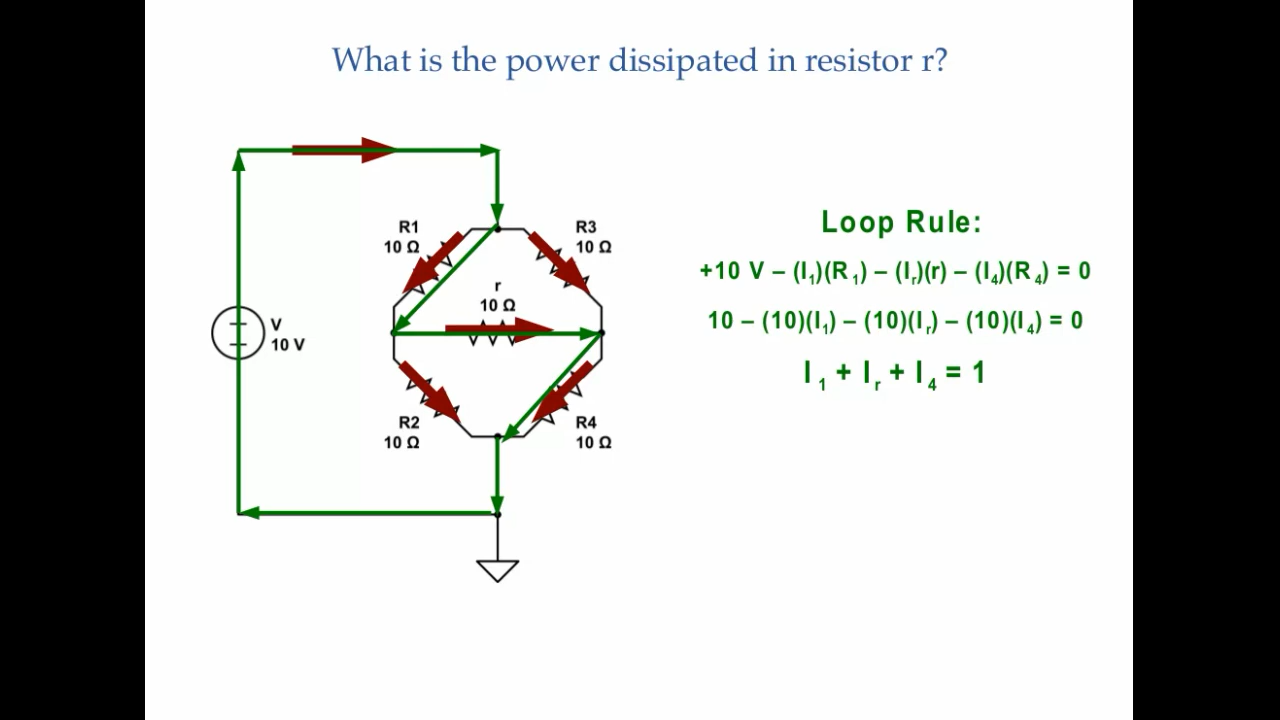 What is the power dissipated in resistor r?
R1
10 Ω
R3
10 Ω
r
10 Ω
V
10 V
R2
10 Ω
R4
10 Ω
Loop Rule:
+10 V – (I₁)(R₁) – (Iᵣ)(r) – (I₄)(R₄) = 0
10 – (10)(I₁) – (10)(Iᵣ) – (10)(I₄) = 0
I₁ + Iᵣ + I₄ = 1